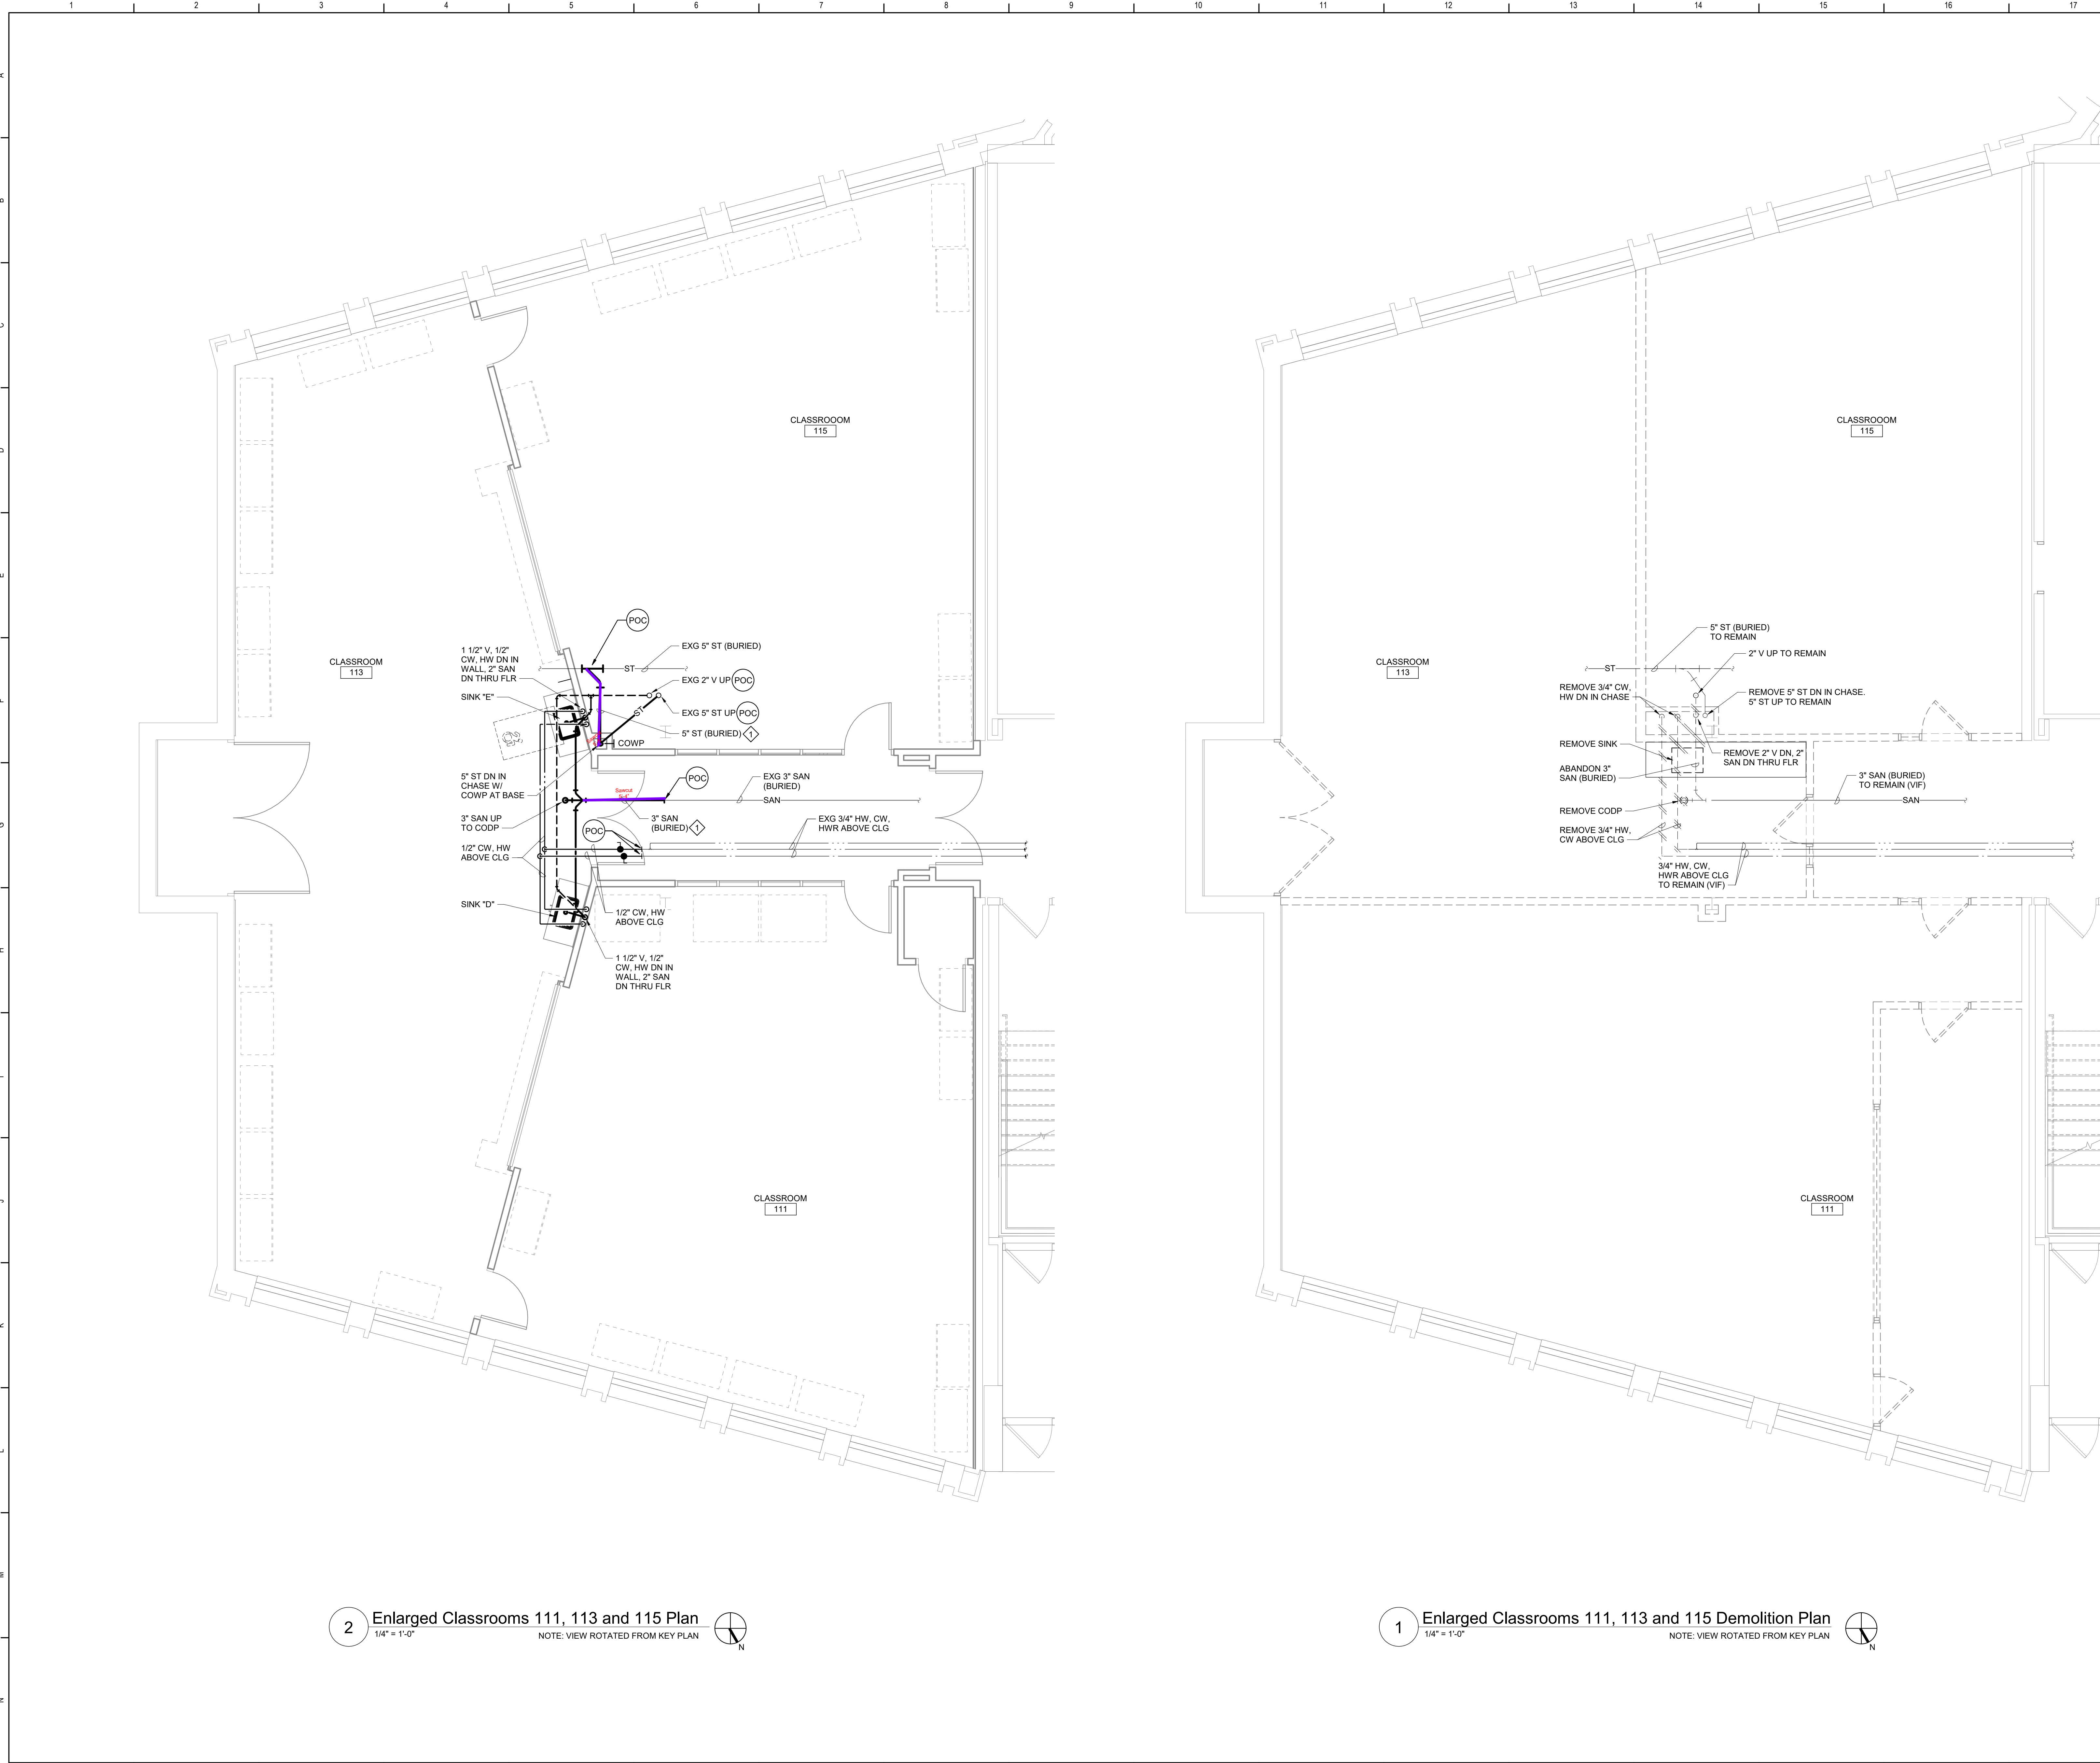 1 2 3 4 5 6 7 8 9 10 11 12 13 14 15 16 17
A
B
C
D
E
F
G
H
I
J
K
L
M
N
CLASSROOOM
115
CLASSROOM
113
CLASSROOM
111
POC
EXG 5" ST (BURIED)
ST
EXG 2" V UP POC
EXG 5" ST UP POC
ST
5" ST (BURIED) 1
COWP
1 1/2" V, 1/2"
CW, HW DN IN
WALL, 2" SAN
DN THRU FLR
SINK "E"
5" ST DN IN
CHASE W/
COWP AT BASE
3" SAN UP
TO CODP
1/2" CW, HW
ABOVE CLG
SINK "D"
POC
EXG 3" SAN
(BURIED)
SAN
Sawcut
5'-4"
3" SAN
(BURIED) 1
POC
EXG 3/4" HW, CW,
HWR ABOVE CLG
1/2" CW, HW
ABOVE CLG
1 1/2" V, 1/2"
CW, HW DN IN
WALL, 2" SAN
DN THRU FLR
2
Enlarged Classrooms 111, 113 and 115 Plan
1/4" = 1'-0"
NOTE: VIEW ROTATED FROM KEY PLAN
N
CLASSROOOM
115
CLASSROOM
113
CLASSROOM
111
5" ST (BURIED)
TO REMAIN
ST
2" V UP TO REMAIN
REMOVE 3/4" CW,
HW DN IN CHASE
REMOVE 5" ST DN IN CHASE.
5" ST UP TO REMAIN
REMOVE SINK
REMOVE 2" V DN, 2"
SAN DN THRU FLR
ABANDON 3"
SAN (BURIED)
3" SAN (BURIED)
TO REMAIN (VIF)
SAN
REMOVE CODP
REMOVE 3/4" HW,
CW ABOVE CLG
3/4" HW, CW,
HWR ABOVE CLG
TO REMAIN (VIF)
1
Enlarged Classrooms 111, 113 and 115 Demolition Plan
1/4" = 1'-0"
NOTE: VIEW ROTATED FROM KEY PLAN
N